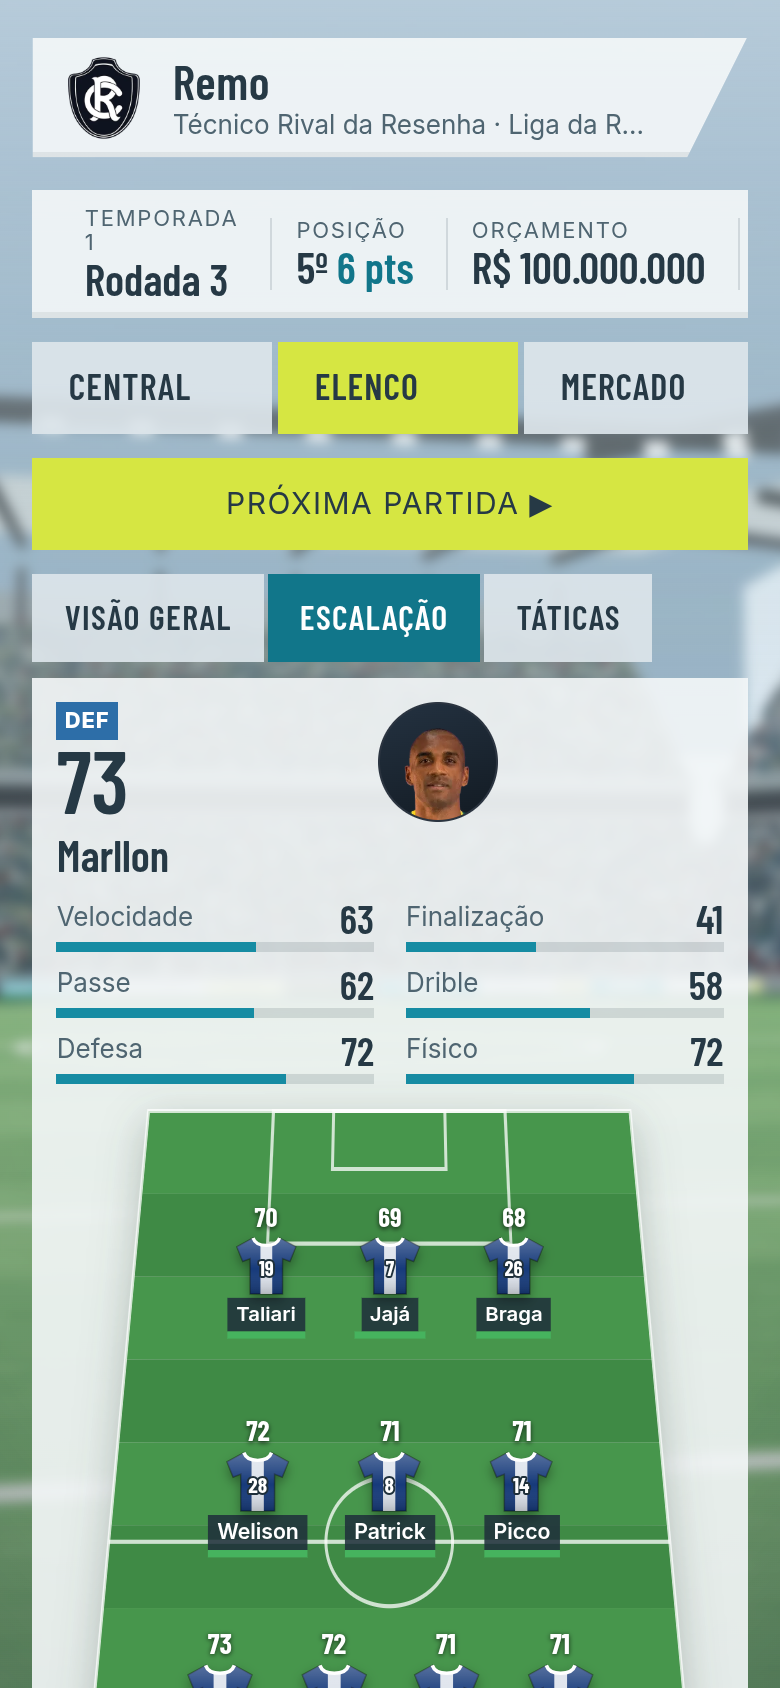 Remo
Técnico Rival da Resenha · Liga da R...
TEMPORADA
1
Rodada 3
POSIÇÃO
5º 6 pts
ORÇAMENTO
R$ 100.000.000
CENTRAL
ELENCO
MERCADO
PRÓXIMA PARTIDA ▶
VISÃO GERAL
ESCALAÇÃO
TÁTICAS
DEF
73
Marllon
Velocidade 63
Finalização 41
Passe 62
Drible 58
Defesa 72
Físico 72
70 69 68
19 7 26
Taliari Jajá Braga
72 71 71
28 8 14
Welison Patrick Picco
73 72 71 71